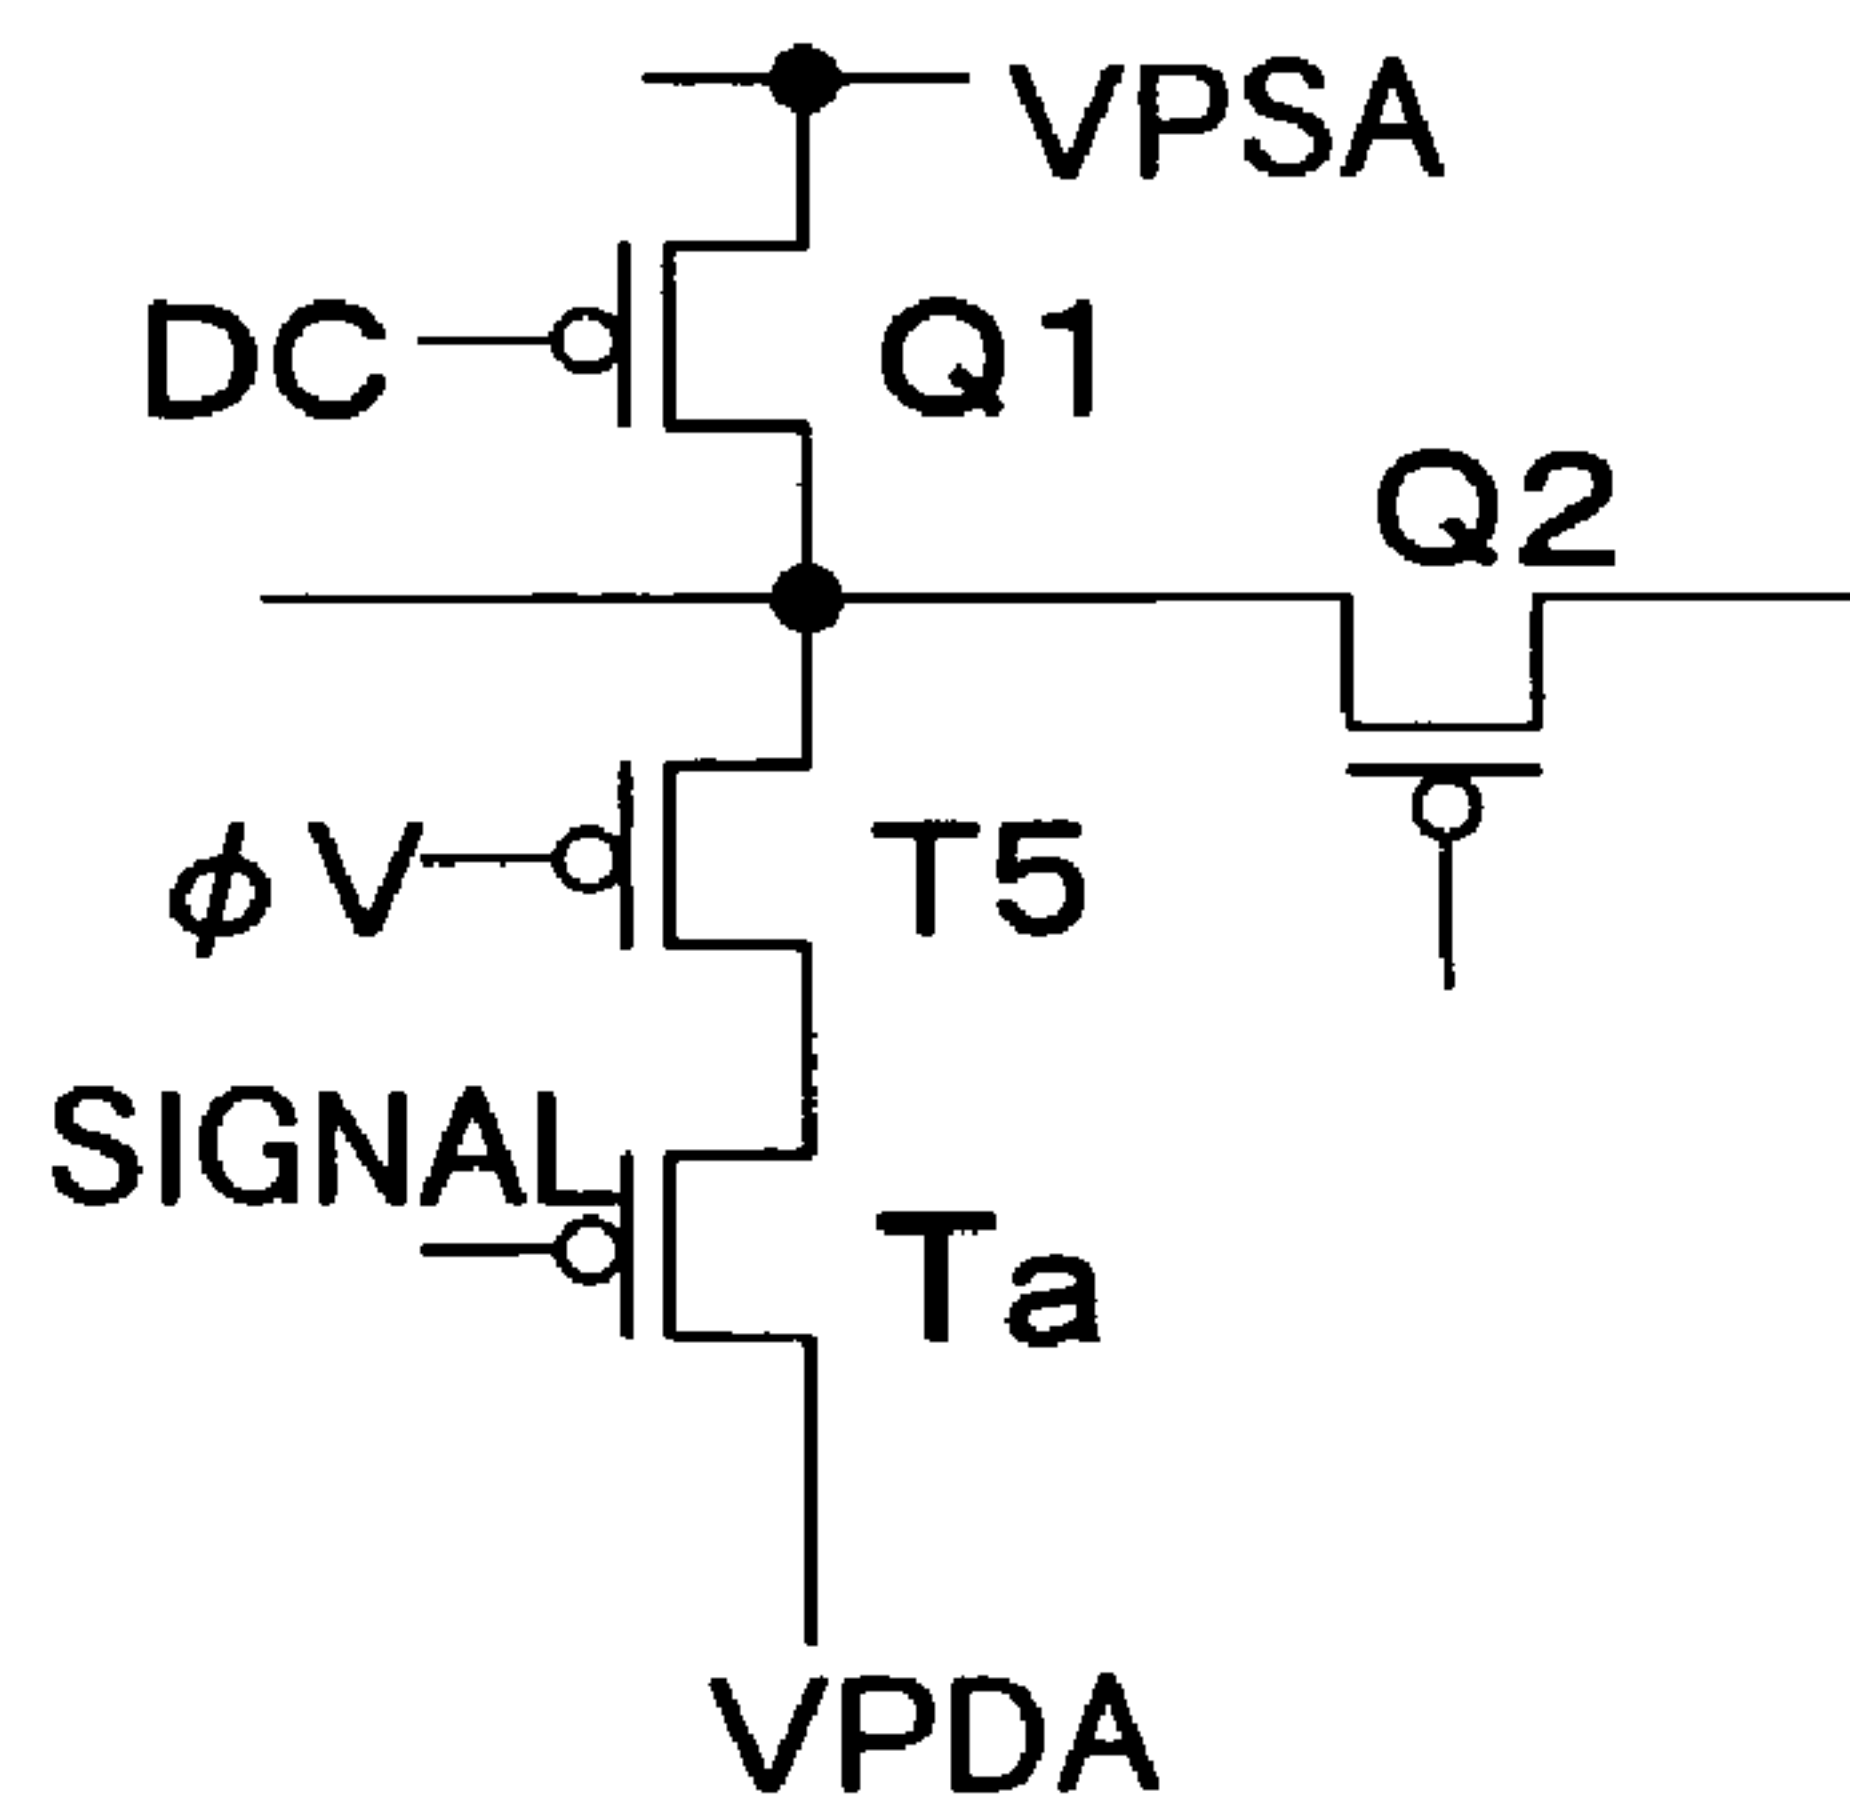 VPSA
DC
Q1
Q2
ϕV
T5
SIGNAL
Ta
VPDA